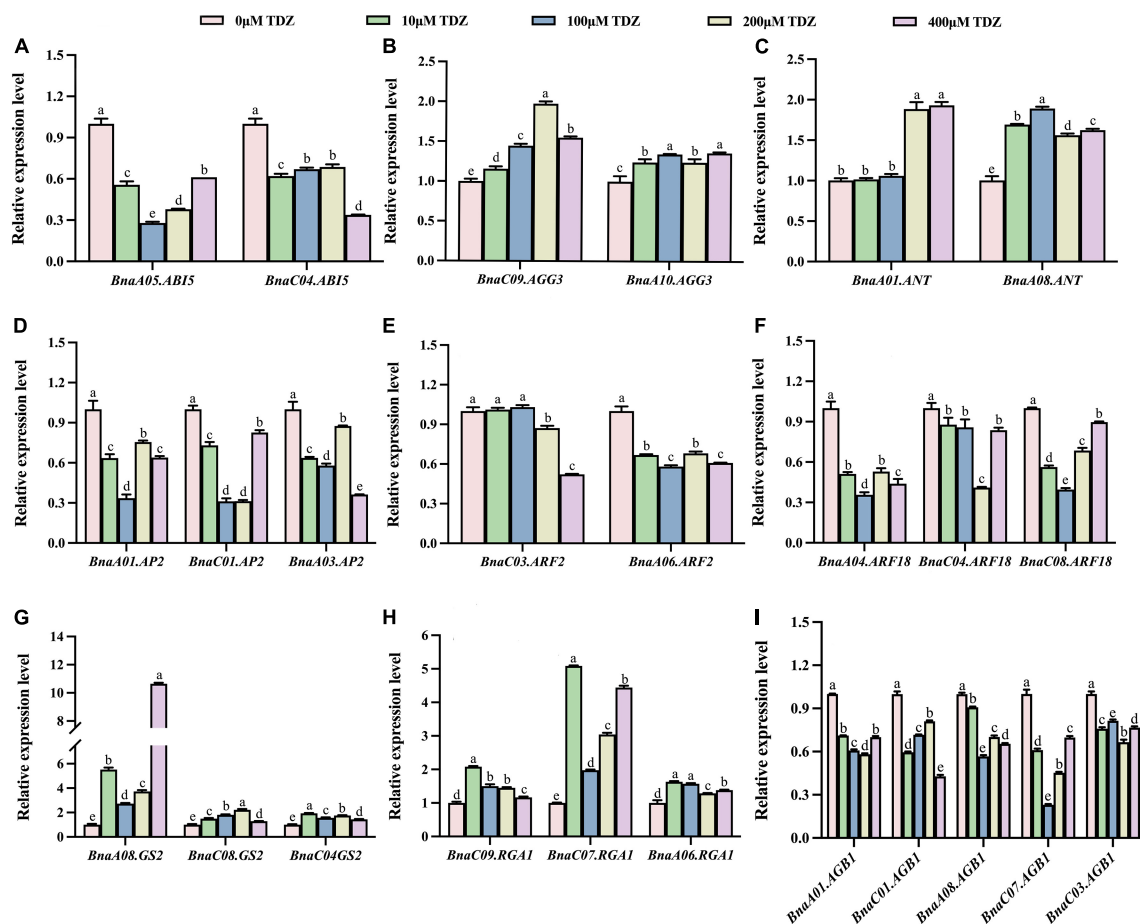 0μM TDZ 10μM TDZ 100μM TDZ 200μM TDZ 400μM TDZ
A
Relative expression level
1.5
1.2
0.9
0.6
0.3
0.0
a c e d b
a c b b d
BnaA05.ABI5 BnaC04.ABI5
B
Relative expression level
2.5
2.0
1.5
1.0
0.5
0.0
e d c a b
c b a b a
BnaC09.AGG3 BnaA10.AGG3
C
Relative expression level
2.5
2.0
1.5
1.0
0.5
0.0
b b b a a
e b a d c
BnaA01.ANT BnaA08.ANT
D
Relative expression level
1.5
1.2
0.9
0.6
0.3
0.0
a c d b c
a c d d b
a c d b e
BnaA01.AP2 BnaC01.AP2 BnaA03.AP2
E
Relative expression level
1.5
1.2
0.9
0.6
0.3
0.0
a a a b c
a b c b c
BnaC03.ARF2 BnaA06.ARF2
F
Relative expression level
1.5
1.2
0.9
0.6
0.3
0.0
a b d b c
a b b c b
a d e c b
BnaA04.ARF18 BnaC04.ARF18 BnaC08.ARF18
G
Relative expression level
14
12
10
8
6
4
2
0
e b d c a
e c b a d
e a c b d
BnaA08.GS2 BnaC08.GS2 BnaC04GS2
H
Relative expression level
6
5
4
3
2
1
0
d a b b c
e a d c b
d a a c b
BnaC09.RGA1 BnaC07.RGA1 BnaA06.RGA1
I
Relative expression level
1.5
1.2
0.9
0.6
0.3
0.0
a b c d b
a d c b e
a b e c d
a d e b c
a c e d c
BnaA01.AGB1 BnaC01.AGB1 BnaA08.AGB1 BnaC07.AGB1 BnaC03.AGB1